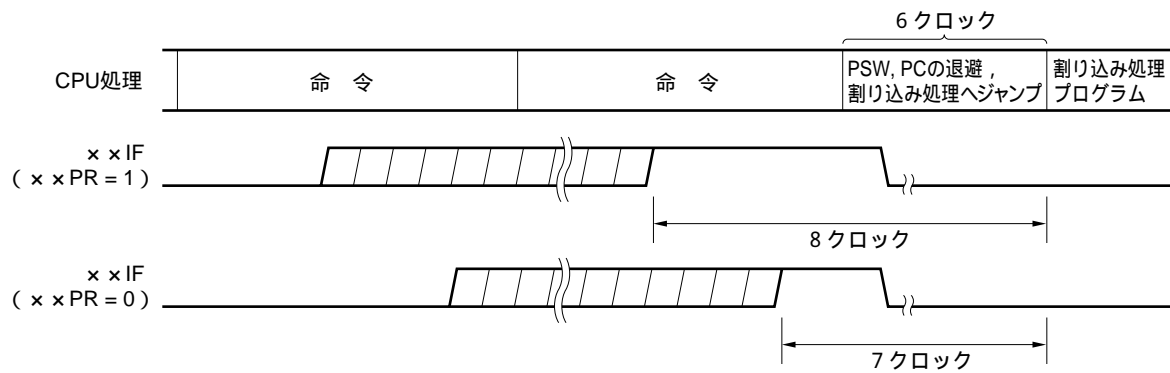 6 クロック
CPU処理
命 令
命 令
PSW, PCの退避，
割り込み処理へジャンプ
割り込み処理
プログラム
××IF
（××PR = 1）
8 クロック
××IF
（××PR = 0）
7 クロック